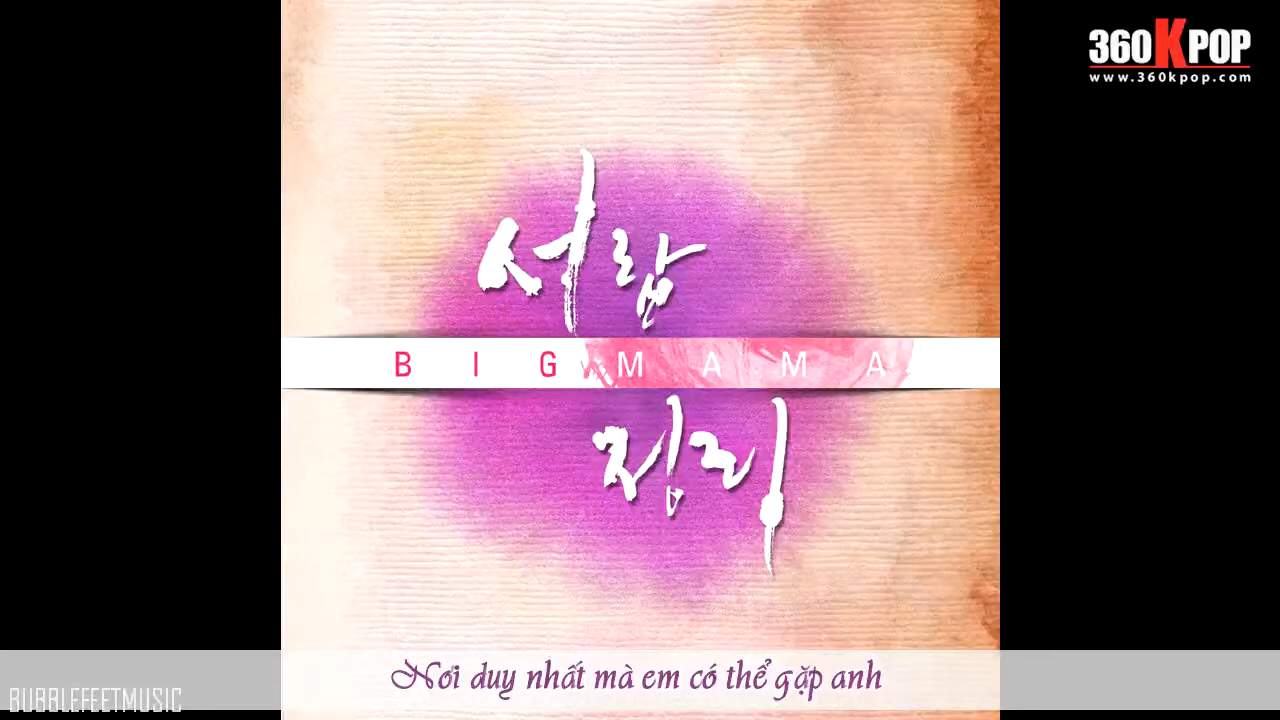 360KPOP
www.360kpop.com
서랍
BIGMAMA
정리
Nơi duy nhất mà em có thể gặp anh
BUBBLEFEETMUSIC